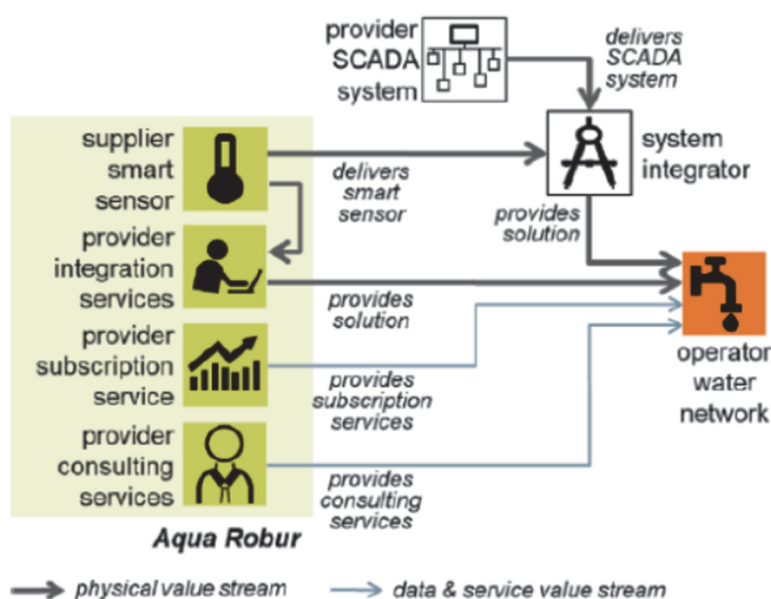 provider
SCADA
system
delivers
SCADA
system
supplier
smart
sensor
delivers
smart
sensor
system
integrator
provides
solution
provider
integration
services
provides
solution
provider
subscription
service
provides
subscription
services
operator
water
network
provider
consulting
services
provides
consulting
services
Aqua Robur
physical value stream
data & service value stream